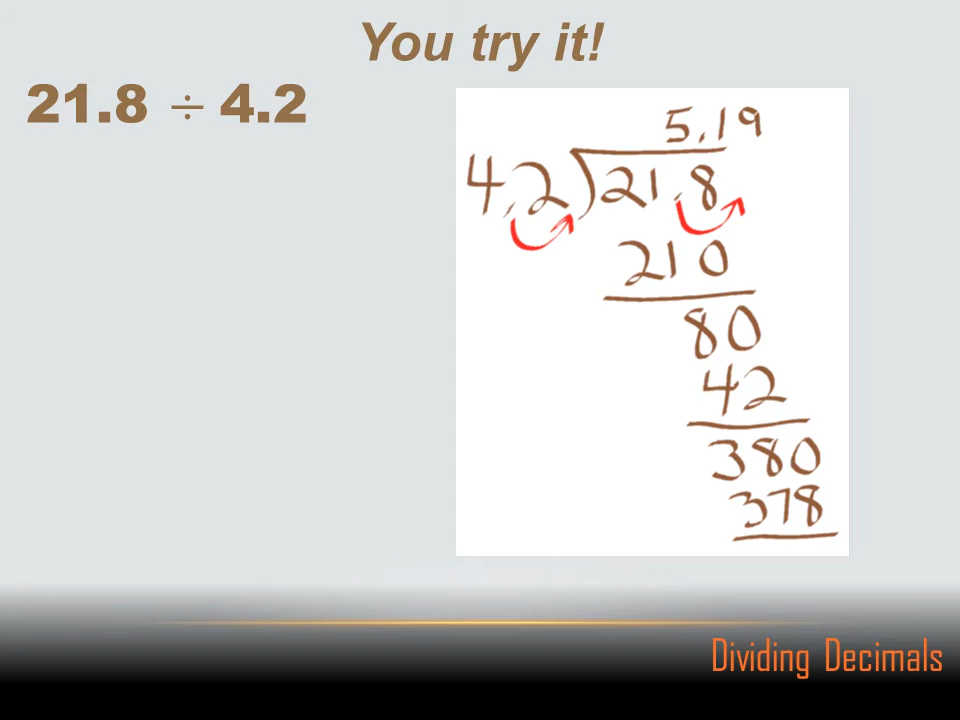 You try it!
21.8 ÷ 4.2
5.19
4.2)21.8
210
80
42
380
378
Dividing Decimals